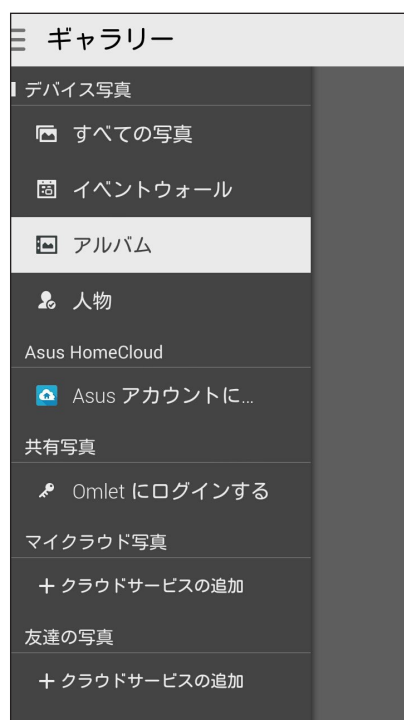 ギャラリー
デバイス写真
すべての写真
イベントウォール
アルバム
人物
Asus HomeCloud
Asus アカウントに...
共有写真
Omlet にログインする
マイクラウド写真
+ クラウドサービスの追加
友達の写真
+ クラウドサービスの追加